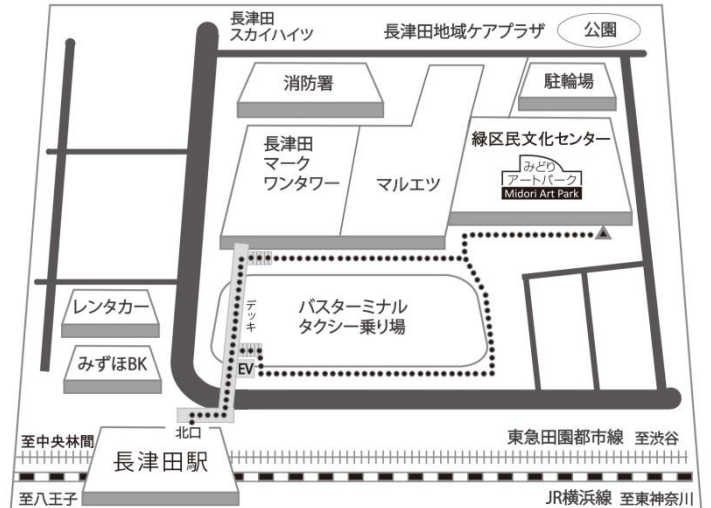 長津田
スカイハイツ
長津田地域ケアプラザ
公園
消防署
駐輪場
長津田
マーク
ワンタワー
マルエツ
緑区民文化センター
みどり
アートパーク
Midori Art Park
レンタカー
デッキ
バスターミナル
タクシー乗り場
みずほBK
EV
北口
至中央林間
東急田園都市線 至渋谷
長津田駅
至八王子
JR横浜線 至東神奈川